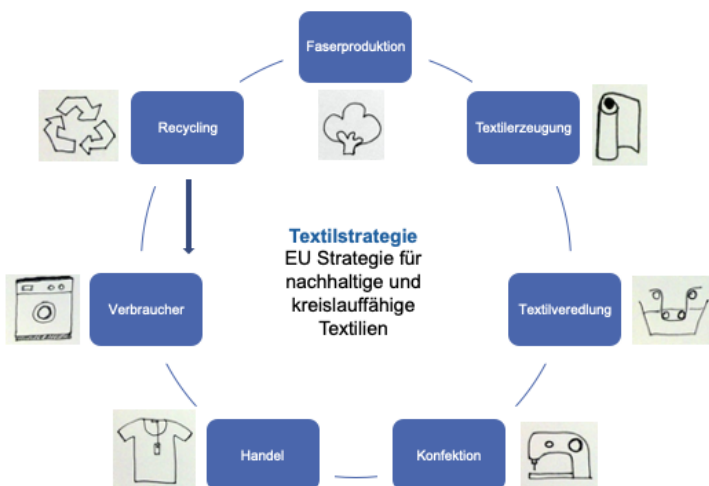 Faserproduktion
Recycling
Textilerzeugung
Textilstrategie
EU Strategie für
nachhaltige und
kreislauffähige
Textilien
Verbraucher
Textilveredlung
Handel
Konfektion